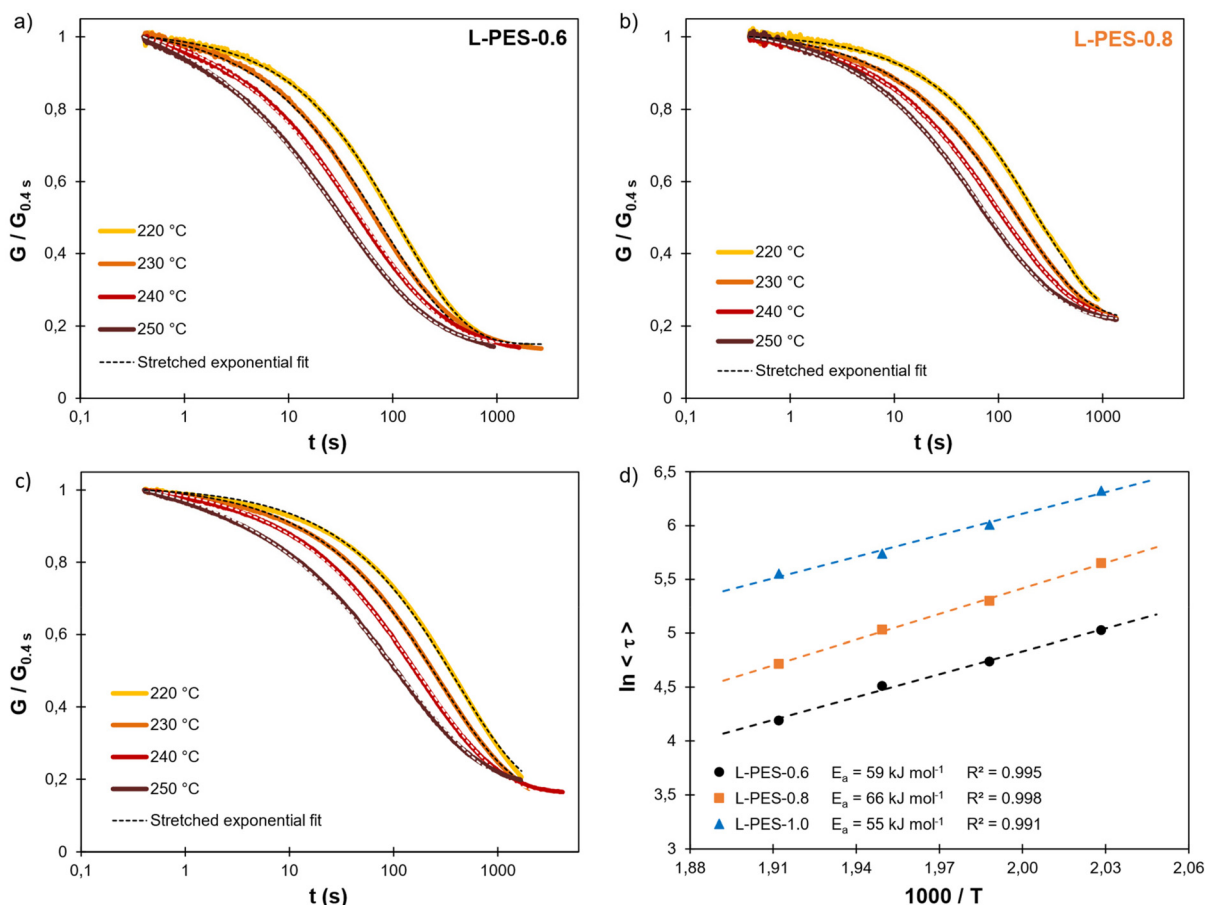 a)
L-PES-0.6
1
0,8
0,6
0,4
0,2
0
G / G0.4 s
220 °C
230 °C
240 °C
250 °C
Stretched exponential fit
0,1
1
10
100
1000
t (s)
b)
L-PES-0.8
1
0,8
0,6
0,4
0,2
0
G / G0.4 s
220 °C
230 °C
240 °C
250 °C
Stretched exponential fit
0,1
1
10
100
1000
t (s)
c)
1
0,8
0,6
0,4
0,2
0
G / G0.4 s
220 °C
230 °C
240 °C
250 °C
Stretched exponential fit
0,1
1
10
100
1000
t (s)
d)
6,5
6
5,5
5
4,5
4
3,5
3
ln < τ >
L-PES-0.6 Ea = 59 kJ mol-1 R² = 0.995
L-PES-0.8 Ea = 66 kJ mol-1 R² = 0.998
L-PES-1.0 Ea = 55 kJ mol-1 R² = 0.991
1,88
1,91
1,94
1,97
2,00
2,03
2,06
1000 / T